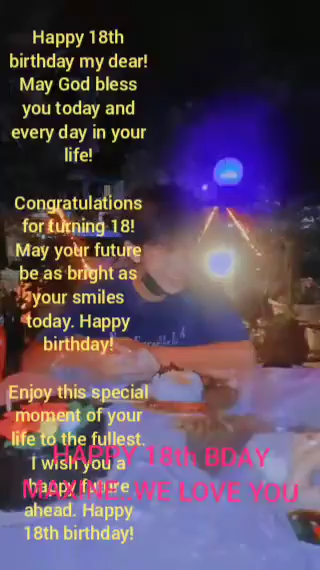 Happy 18th
birthday my dear!
May God bless
you today and
every day in your
life!
Congratulations
for turning 18!
May your future
be as bright as
your smiles
today. Happy
birthday!
Enjoy this special
moment of your
life to the fullest.
I wish you a
happy future
ahead. Happy
18th birthday!
HAPPY 18th BDAY
MAXINE..WE LOVE YOU